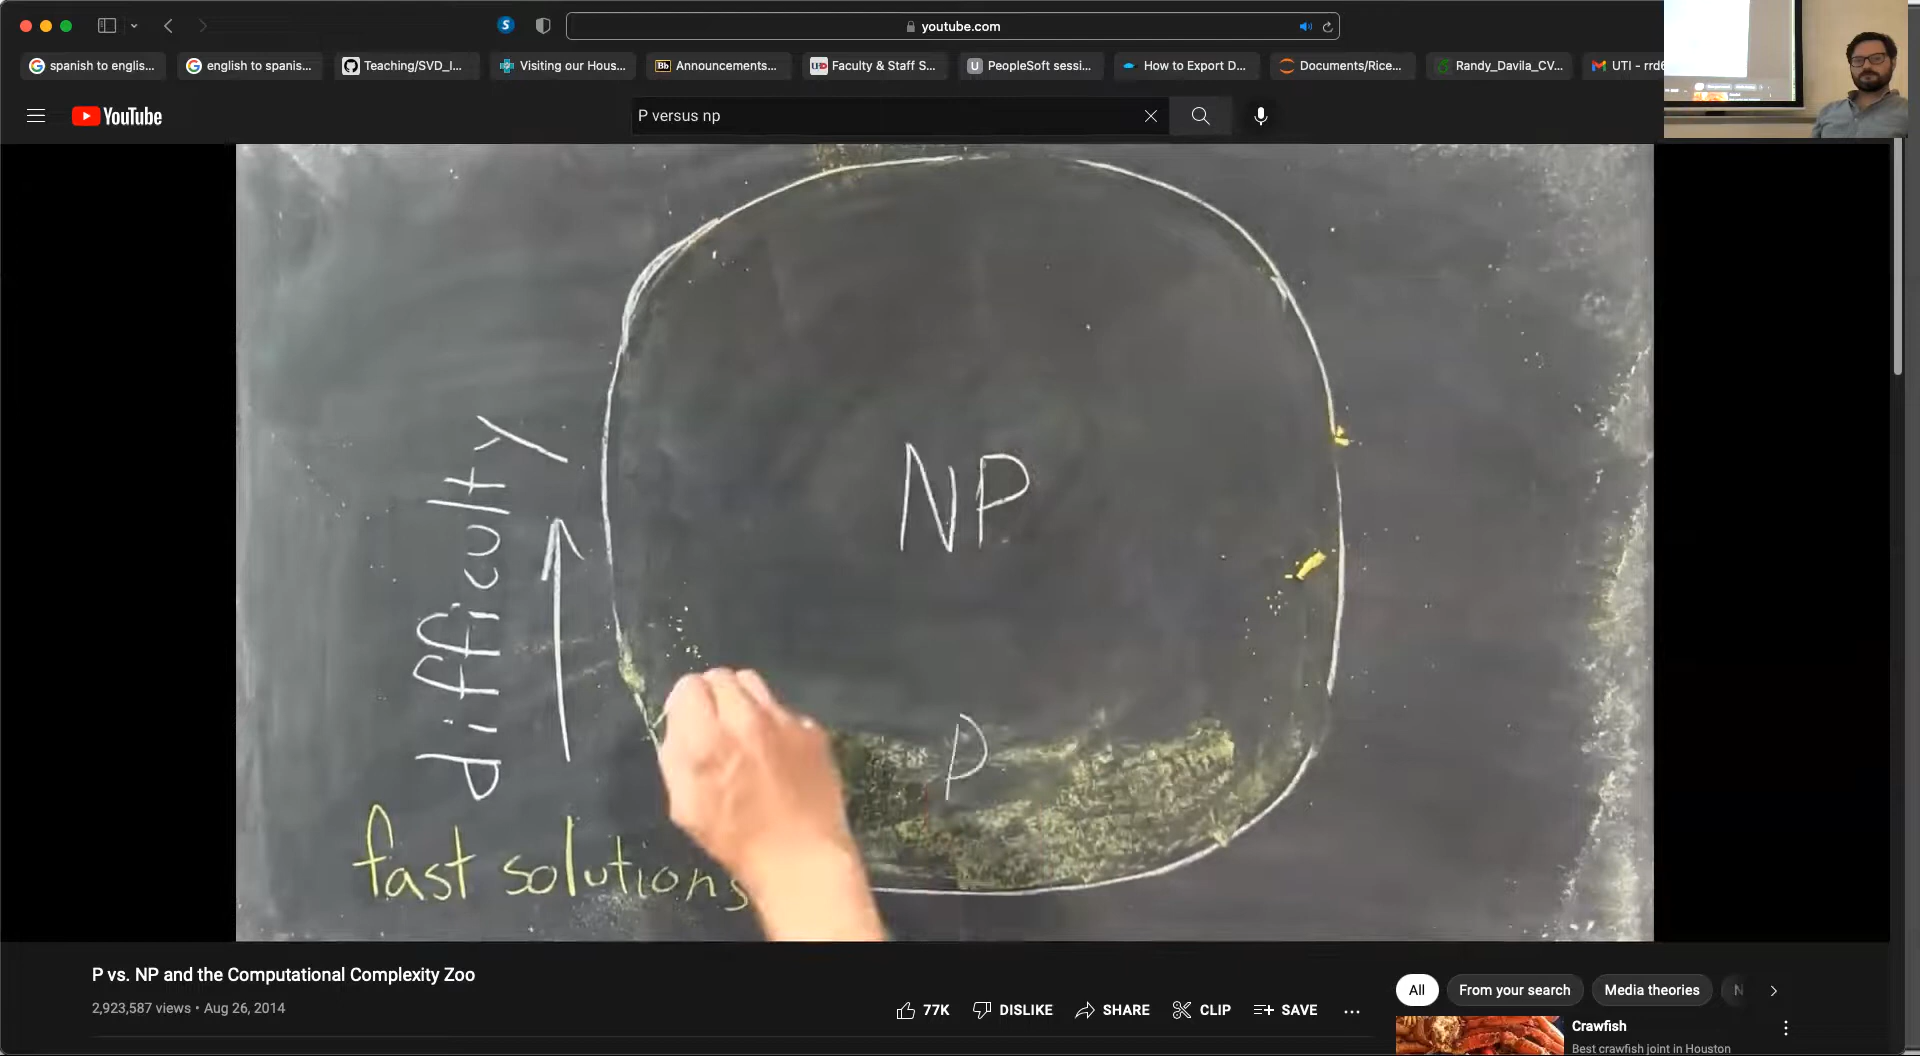 youtube.com
spanish to englis...
english to spanis...
Teaching/SVD_I...
Visiting our Hous...
Bb Announcements...
UHD Faculty & Staff S...
U PeopleSoft sessi...
How to Export D...
Documents/Rice...
Randy_Davila_CV...
UTI - rrd6
YouTube
P versus np
difficulty
NP
P
fast solutions
P vs. NP and the Computational Complexity Zoo
2,923,587 views • Aug 26, 2014
77K
DISLIKE
SHARE
CLIP
SAVE
All
From your search
Media theories
N
Crawfish
Best crawfish joint in Houston